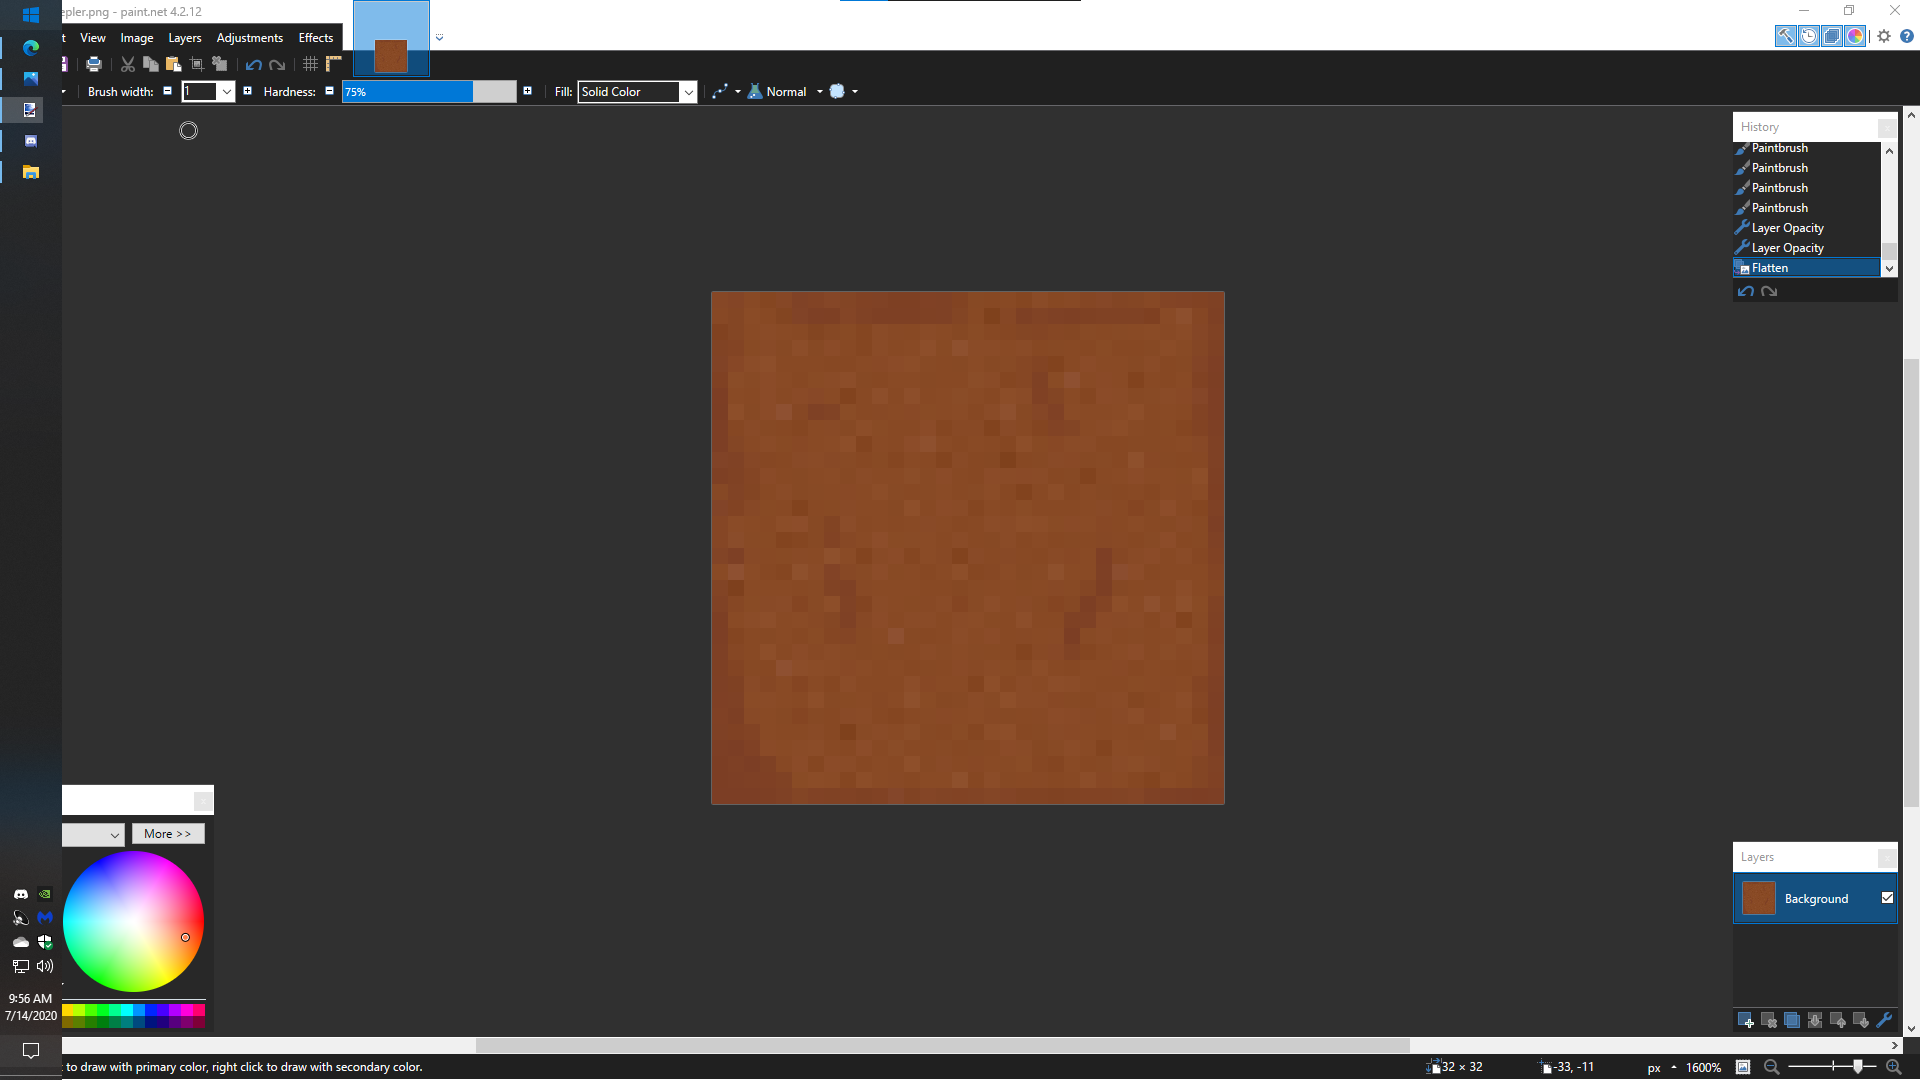 epler.png - paint.net 4.2.12
t View Image Layers Adjustments Effects
Brush width: 1 Hardness: 75% Fill: Solid Color Normal
History
Paintbrush
Paintbrush
Paintbrush
Paintbrush
Layer Opacity
Layer Opacity
Flatten
More >>
Layers
Background
9:56 AM
7/14/2020
to draw with primary color, right click to draw with secondary color.
32 × 32
-33, -11
px
1600%